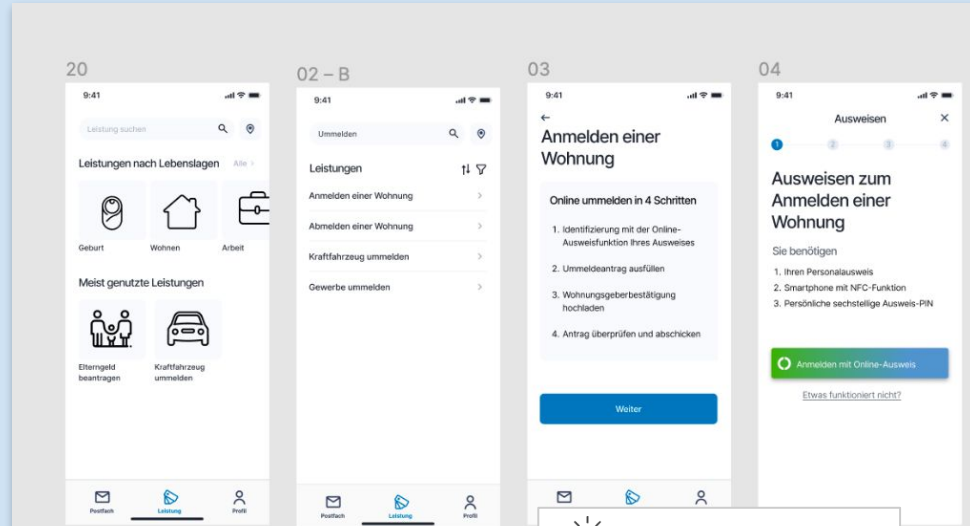 20
9:41
Leistung suchen
Leistungen nach Lebenslagen Alle >
Geburt Wohnen Arbeit
Meist genutzte Leistungen
Elterngeld
beantragen
Kraftfahrzeug
ummelden
Postfach Leistung Profil
02 – B
9:41
Ummelden
Leistungen
Anmelden einer Wohnung
Abmelden einer Wohnung
Kraftfahrzeug ummelden
Gewerbe ummelden
Postfach Leistung Profil
03
9:41
Anmelden einer
Wohnung
Online ummelden in 4 Schritten
1. Identifizierung mit der Online-
Ausweisfunktion Ihres Ausweises
2. Ummeldeantrag ausfüllen
3. Wohnungsgeberbestätigung
hochladen
4. Antrag überprüfen und abschicken
Weiter
04
9:41
Ausweisen
1 2 3 4
Ausweisen zum
Anmelden einer
Wohnung
Sie benötigen
1. Ihren Personalausweis
2. Smartphone mit NFC-Funktion
3. Persönliche sechstellige Ausweis-PIN
Anmelden mit Online-Ausweis
Etwas funktioniert nicht?